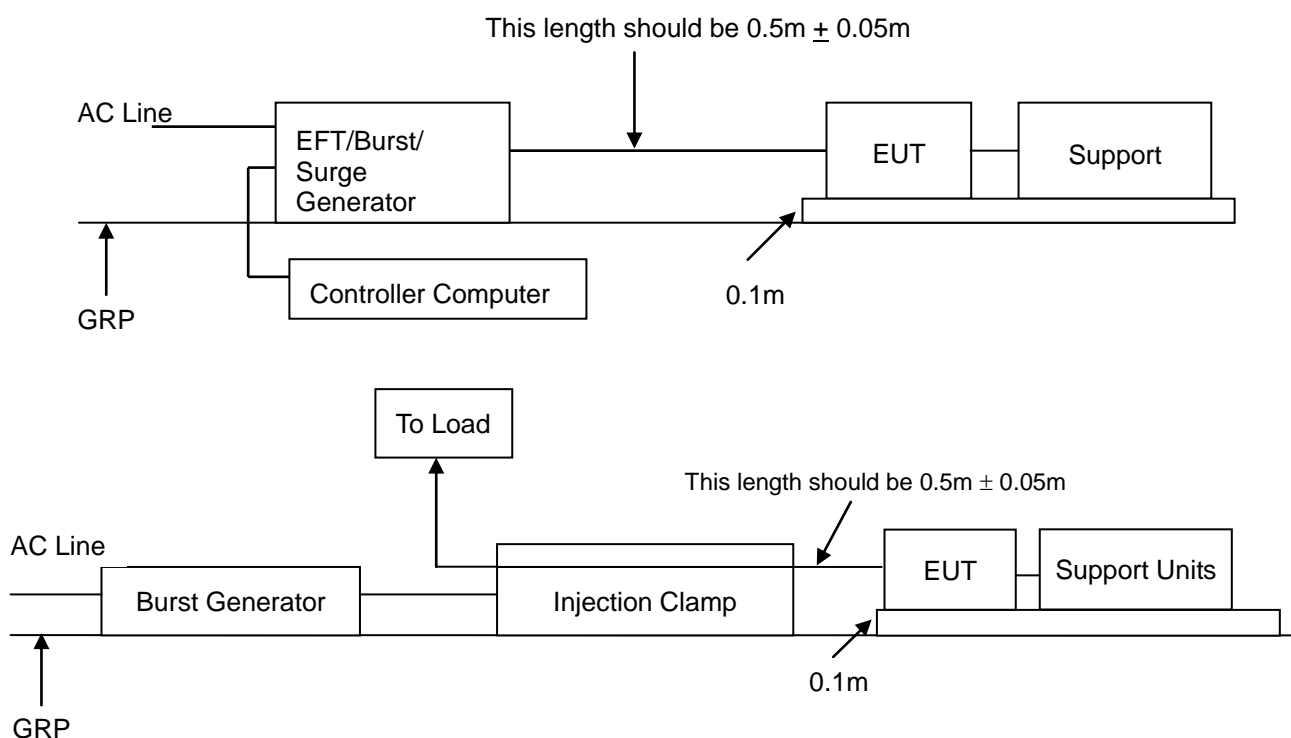 This length should be 0.5m ± 0.05m
AC Line
EFT/Burst/
Surge
Generator
EUT
Support
0.1m
Controller Computer
GRP
To Load
This length should be 0.5m ± 0.05m
AC Line
Burst Generator
Injection Clamp
EUT
Support Units
0.1m
GRP